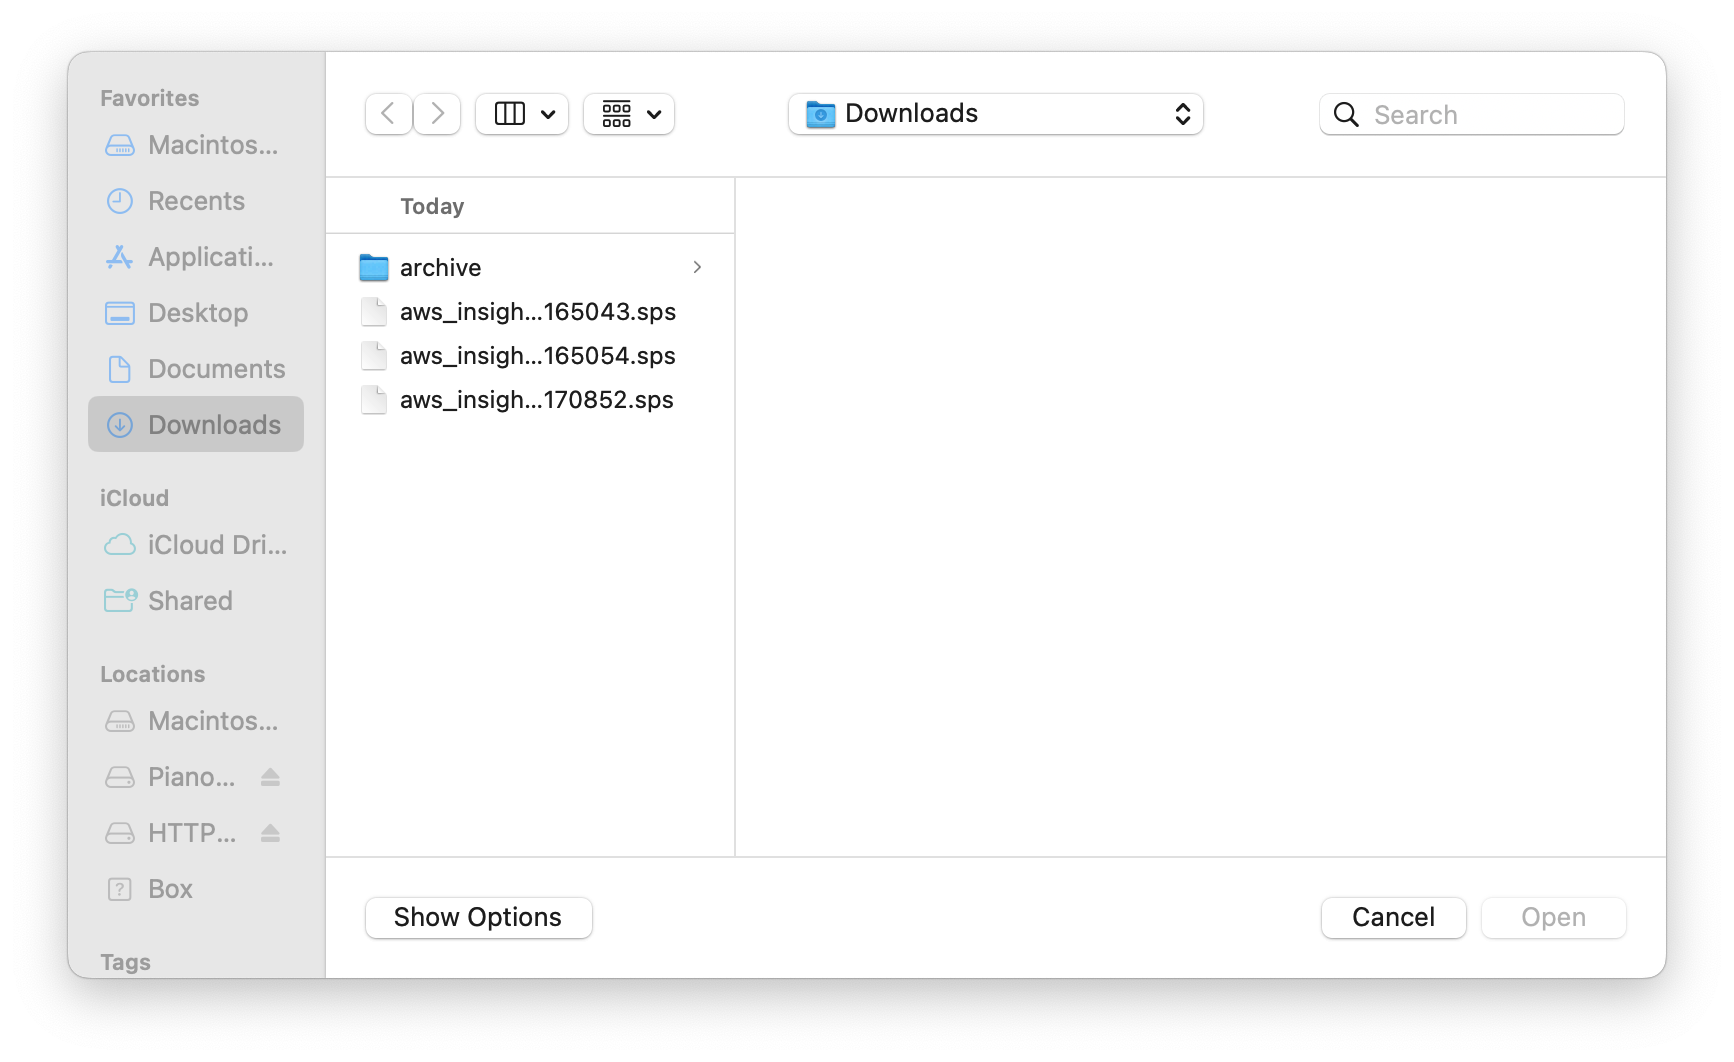 Favorites
Macintos...
Recents
Applicati...
Desktop
Documents
Downloads
iCloud
iCloud Dri...
Shared
Locations
Macintos...
Piano...
HTTP...
Box
Tags
Downloads
Search
Today
archive
aws_insigh...165043.sps
aws_insigh...165054.sps
aws_insigh...170852.sps
Show Options
Cancel
Open